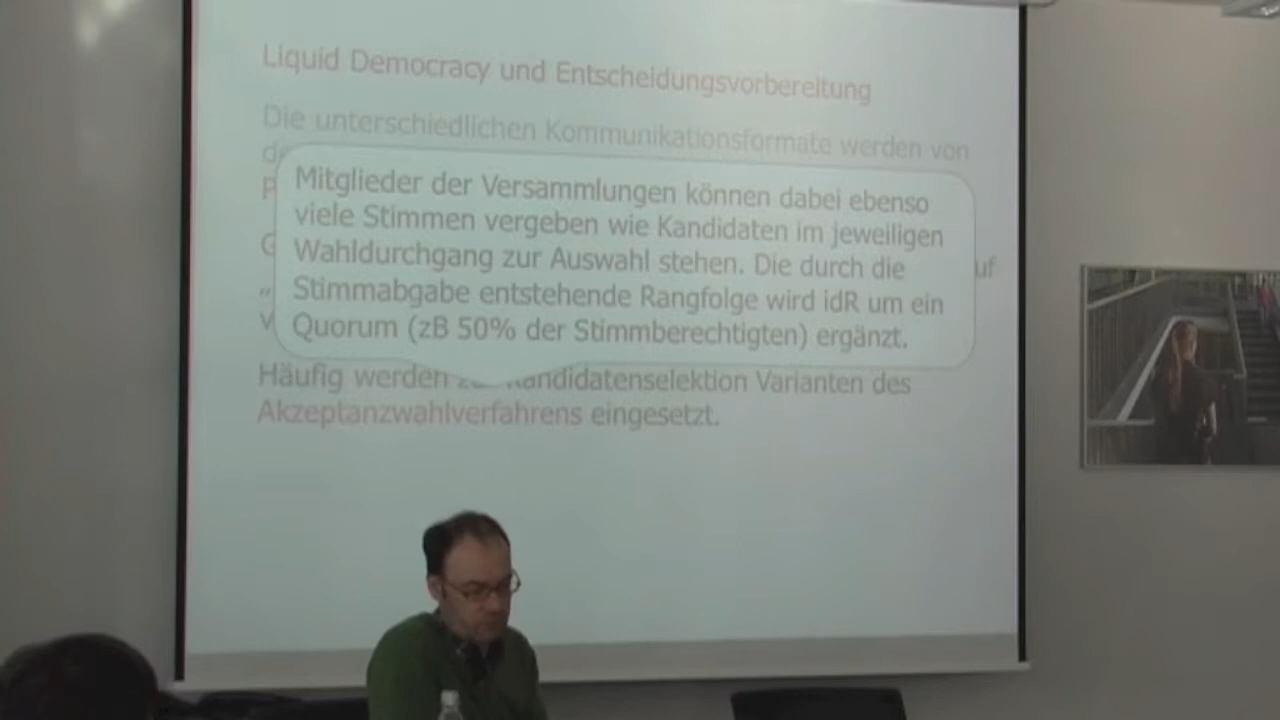 Liquid Democracy und Entscheidungsvorbereitung
Die unterschiedlichen Kommunikationsformate werden von
Mitglieder der Versammlungen können dabei ebenso
viele Stimmen vergeben wie Kandidaten im jeweiligen
Wahldurchgang zur Auswahl stehen. Die durch die
Stimmabgabe entstehende Rangfolge wird idR um ein
Quorum (zB 50% der Stimmberechtigten) ergänzt.
Häufig werden Kandidatenselektion Varianten des
Akzeptanzwahlverfahrens eingesetzt.